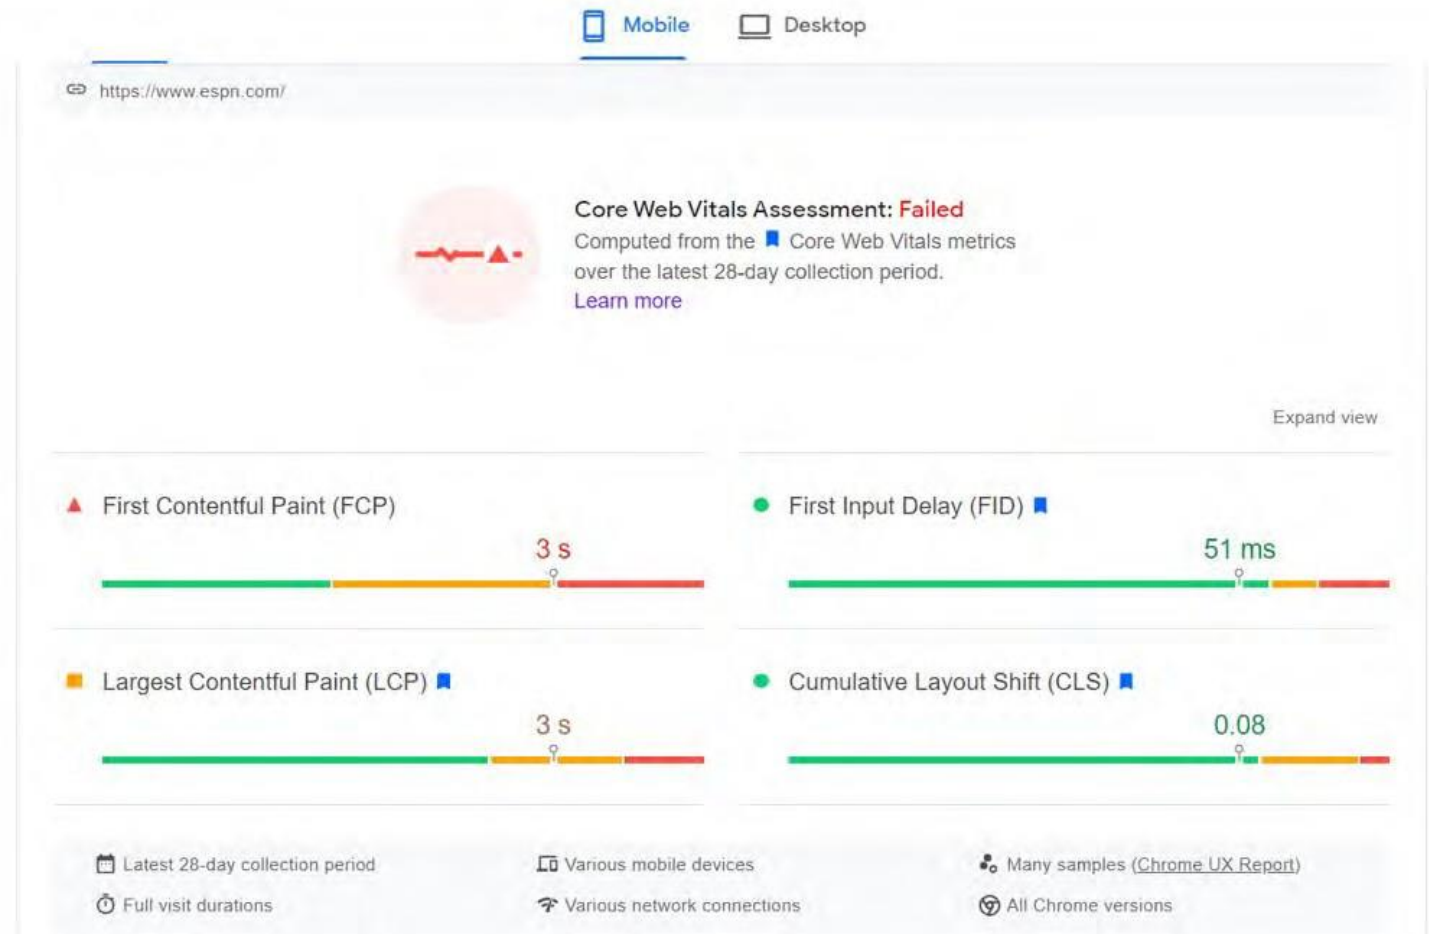 Mobile Desktop
https://www.espn.com/
Core Web Vitals Assessment: Failed
Computed from the Core Web Vitals metrics
over the latest 28-day collection period.
Learn more
Expand view
First Contentful Paint (FCP)
3 s
First Input Delay (FID)
51 ms
Largest Contentful Paint (LCP)
3 s
Cumulative Layout Shift (CLS)
0.08
Latest 28-day collection period
Various mobile devices
Many samples (Chrome UX Report)
Full visit durations
Various network connections
All Chrome versions